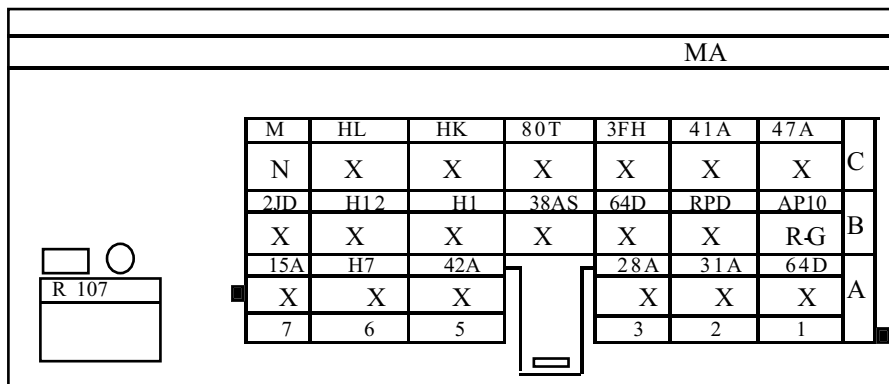 MA
M HL HK 80T 3FH 41A 47A
N X X X X X X C
2JD H12 H1 38AS 64D RPD AP10
X X X X X X R-G B
15A H7 42A 28A 31A 64D
R 107
X X X X X X A
7 6 5 3 2 1